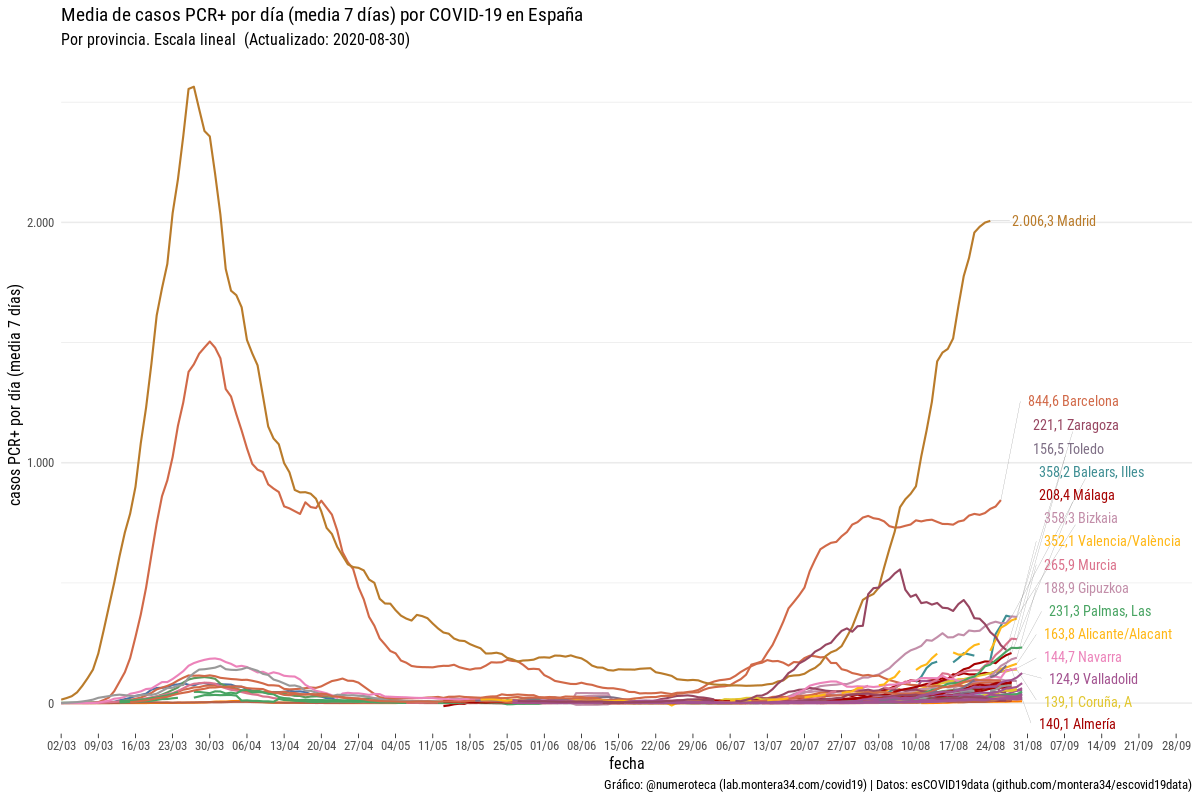 Media de casos PCR+ por día (media 7 días) por COVID-19 en España
Por provincia. Escala lineal (Actualizado: 2020-08-30)
casos PCR+ por día (media 7 días)
2.000
1.000
0
2.006,3 Madrid
844,6 Barcelona
221,1 Zaragoza
156,5 Toledo
358,2 Balears, Illes
208,4 Málaga
358,3 Bizkaia
352,1 Valencia/València
265,9 Murcia
188,9 Gipuzkoa
231,3 Palmas, Las
163,8 Alicante/Alacant
144,7 Navarra
124,9 Valladolid
139,1 Coruña, A
140,1 Almería
02/03 09/03 16/03 23/03 30/03 06/04 13/04 20/04 27/04 04/05 11/05 18/05 25/05 01/06 08/06 15/06 22/06 29/06 06/07 13/07 20/07 27/07 03/08 10/08 17/08 24/08 31/08 07/09 14/09 21/09 28/09
fecha
Gráfico: @numeroteca (lab.montera34.com/covid19) | Datos: esCOVID19data (github.com/montera34/escovid19data)